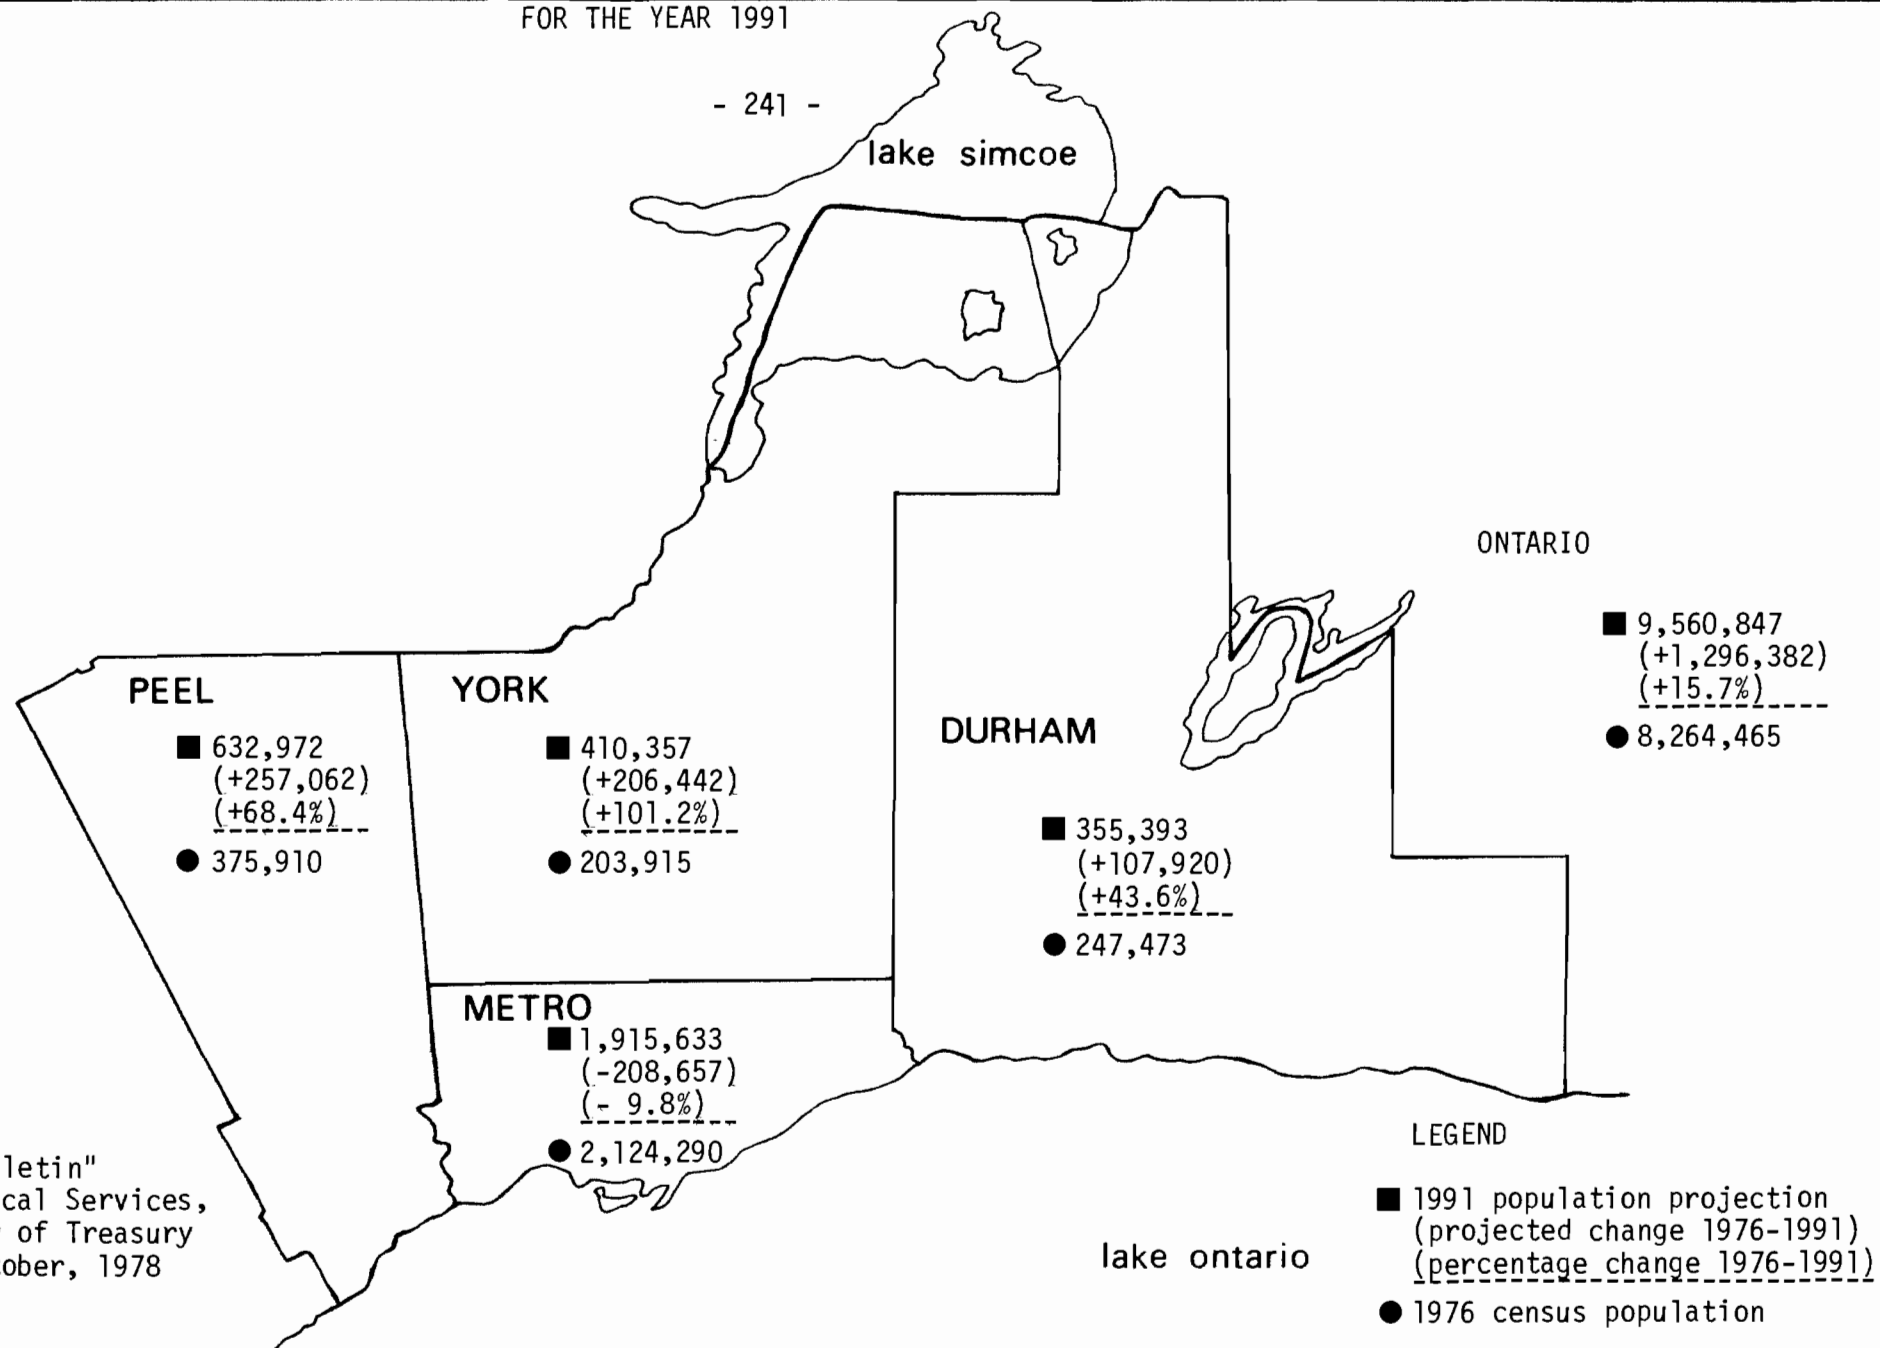 FOR THE YEAR 1991
- 241 -
lake simcoe
ONTARIO
■ 9,560,847
(+1,296,382)
(+15.7%)
● 8,264,465
PEEL
■ 632,972
(+257,062)
(+68.4%)
● 375,910
YORK
■ 410,357
(+206,442)
(+101.2%)
● 203,915
DURHAM
■ 355,393
(+107,920)
(+43.6%)
● 247,473
METRO
■ 1,915,633
(-208,657)
(- 9.8%)
● 2,124,290
letin"
cal Services,
of Treasury
ober, 1978
lake ontario
LEGEND
■ 1991 population projection
(projected change 1976-1991)
(percentage change 1976-1991)
● 1976 census population